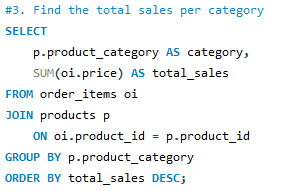 #3. Find the total sales per category
SELECT
    p.product_category AS category,
    SUM(oi.price) AS total_sales
FROM order_items oi
JOIN products p
    ON oi.product_id = p.product_id
GROUP BY p.product_category
ORDER BY total_sales DESC;